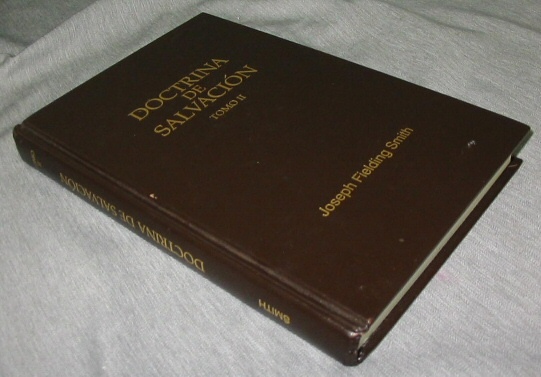 DOCTRINA
DE
SALVACIÓN
TOMO II
Joseph Fielding Smith
DOCTRINA DE SALVACIÓN
SMITH